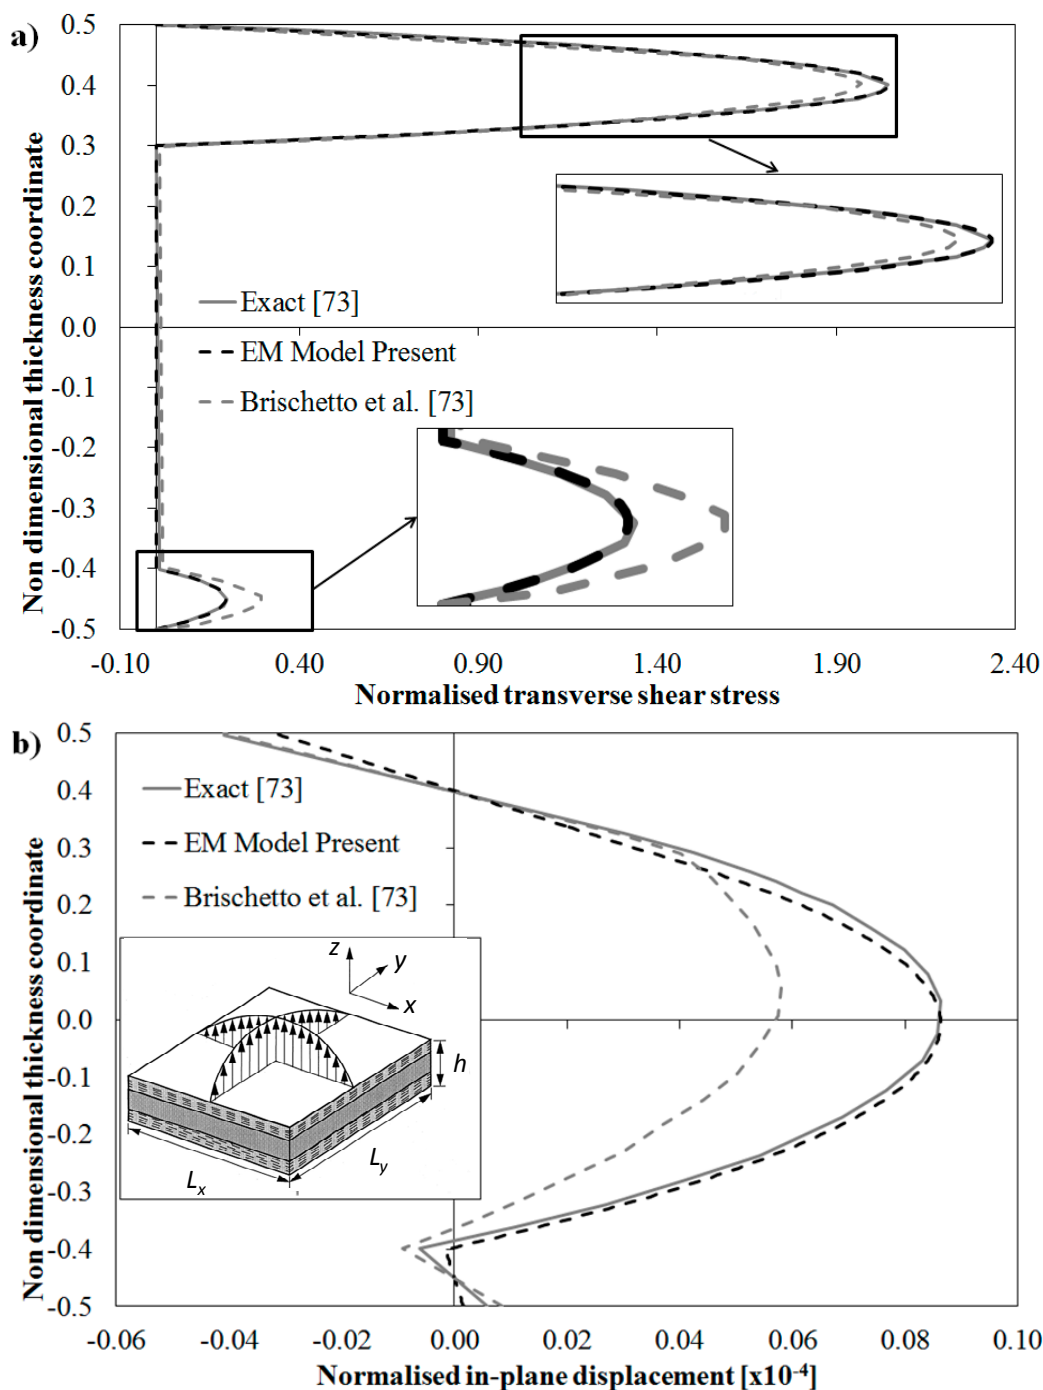 a)
Non dimensional thickness coordinate
0.5
0.4
0.3
0.2
0.1
0.0
-0.1
-0.2
-0.3
-0.4
-0.5
Exact [73]
EM Model Present
Brischetto et al. [73]
-0.10 0.40 0.90 1.40 1.90 2.40
Normalised transverse shear stress
b)
Non dimensional thickness coordinate
0.5
0.4
0.3
0.2
0.1
0.0
-0.1
-0.2
-0.3
-0.4
-0.5
Exact [73]
EM Model Present
Brischetto et al. [73]
z
y
x
h
Lx
Ly
-0.06 -0.04 -0.02 0.00 0.02 0.04 0.06 0.08 0.10
Normalised in-plane displacement [x10-4]